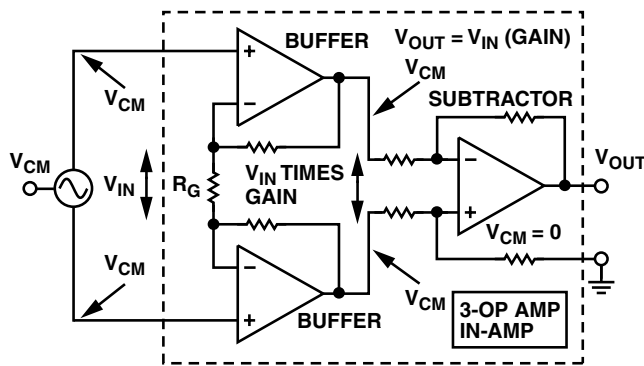 BUFFER
VOUT = VIN (GAIN)
VCM
VCM
SUBTRACTOR
VCM
VIN
RG
VIN TIMES
GAIN
VOUT
VCM
VCM = 0
VCM
BUFFER
3-OP AMP
IN-AMP